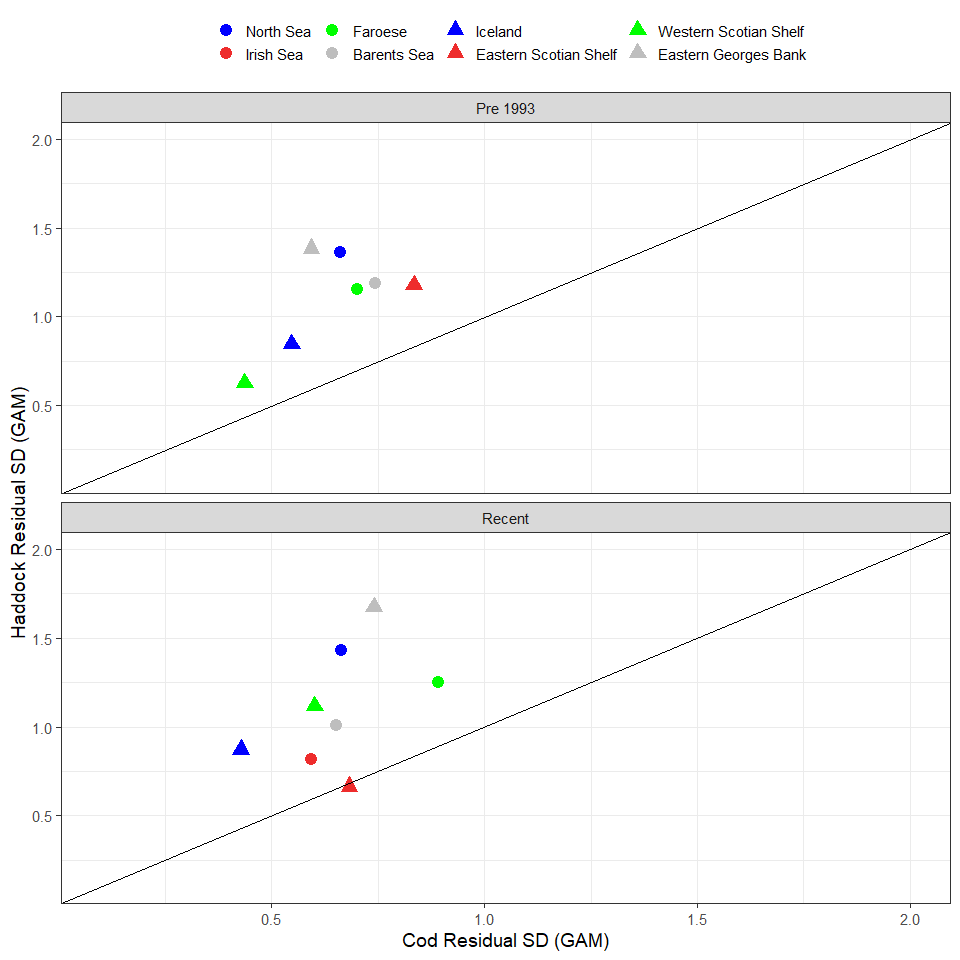 North Sea Faroese Iceland Western Scotian Shelf
Irish Sea Barents Sea Eastern Scotian Shelf Eastern Georges Bank
Pre 1993
2.0
1.5
1.0
0.5
Haddock Residual SD (GAM)
Recent
2.0
1.5
1.0
0.5
0.5 1.0 1.5 2.0
Cod Residual SD (GAM)